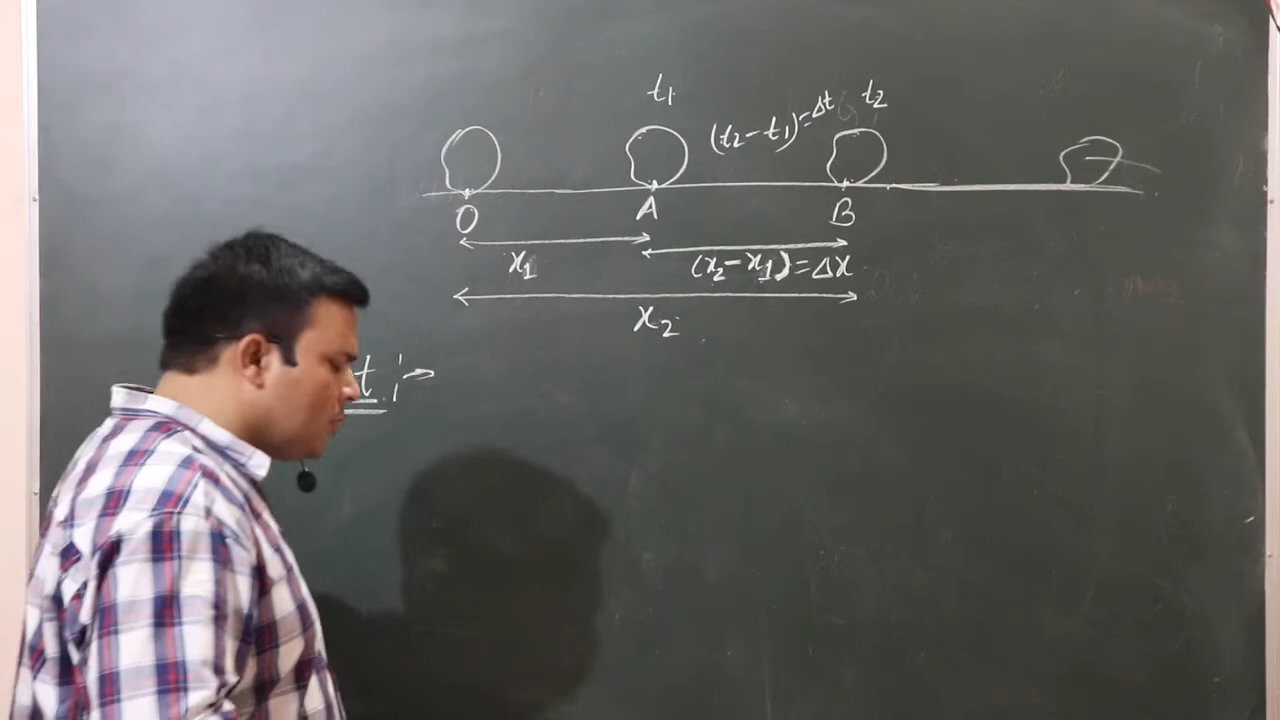 t₁ t₂
(t₂-t₁)=Δt
O A B
x₁ (x₂-x₁)=Δx
x₂
t :→